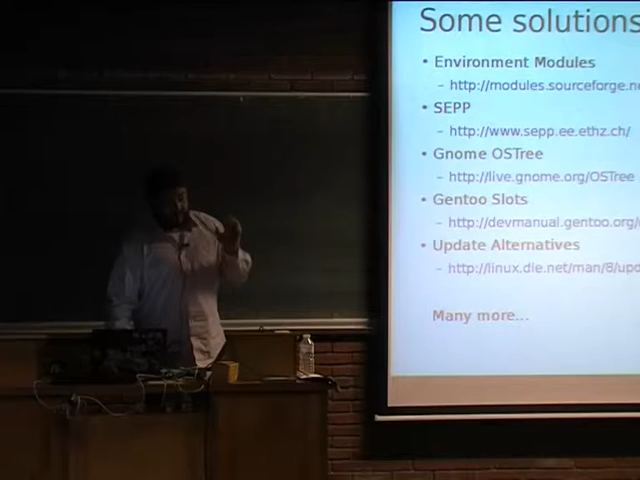 Some solutions
• Environment Modules
– http://modules.sourceforge.ne
• SEPP
– http://www.sepp.ee.ethz.ch/
• Gnome OSTree
– http://live.gnome.org/OSTree
• Gentoo Slots
– http://devmanual.gentoo.org/
• Update Alternatives
– http://linux.die.net/man/8/upd
Many more...